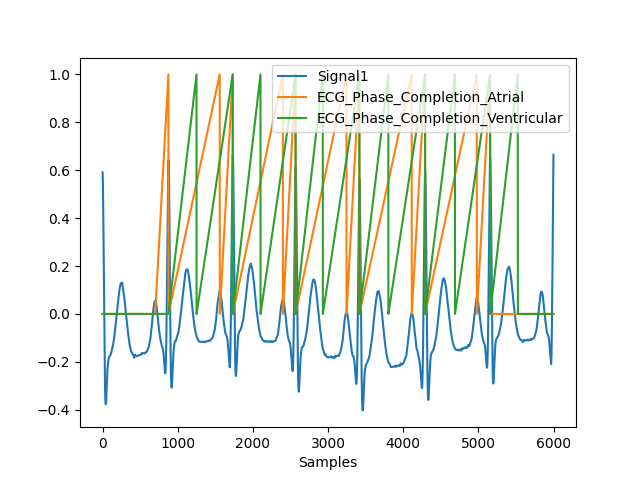 1.0
0.8
0.6
0.4
0.2
0.0
−0.2
−0.4
0 1000 2000 3000 4000 5000 6000
Samples
Signal1
ECG_Phase_Completion_Atrial
ECG_Phase_Completion_Ventricular